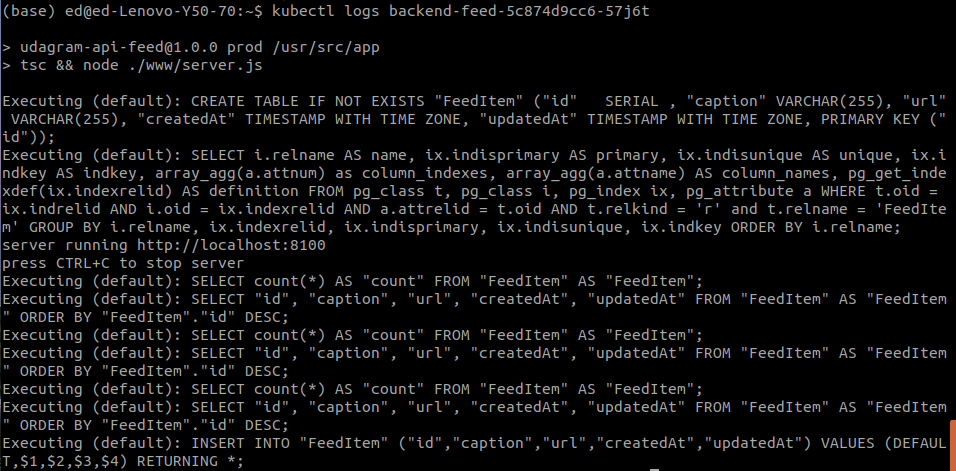 (base) ed@ed-Lenovo-Y50-70:~$ kubectl logs backend-feed-5c874d9cc6-57j6t
> udagram-api-feed@1.0.0 prod /usr/src/app
> tsc && node ./www/server.js
Executing (default): CREATE TABLE IF NOT EXISTS "FeedItem" ("id"   SERIAL , "caption" VARCHAR(255), "url"
 VARCHAR(255), "createdAt" TIMESTAMP WITH TIME ZONE, "updatedAt" TIMESTAMP WITH TIME ZONE, PRIMARY KEY ("
id"));
Executing (default): SELECT i.relname AS name, ix.indisprimary AS primary, ix.indisunique AS unique, ix.i
ndkey AS indkey, array_agg(a.attnum) as column_indexes, array_agg(a.attname) AS column_names, pg_get_inde
xdef(ix.indexrelid) AS definition FROM pg_class t, pg_class i, pg_index ix, pg_attribute a WHERE t.oid =
ix.indrelid AND i.oid = ix.indexrelid AND a.attrelid = t.oid AND t.relkind = 'r' and t.relname = 'FeedIte
m' GROUP BY i.relname, ix.indexrelid, ix.indisprimary, ix.indisunique, ix.indkey ORDER BY i.relname;
server running http://localhost:8100
press CTRL+C to stop server
Executing (default): SELECT count(*) AS "count" FROM "FeedItem" AS "FeedItem";
Executing (default): SELECT "id", "caption", "url", "createdAt", "updatedAt" FROM "FeedItem" AS "FeedItem
" ORDER BY "FeedItem"."id" DESC;
Executing (default): SELECT count(*) AS "count" FROM "FeedItem" AS "FeedItem";
Executing (default): SELECT "id", "caption", "url", "createdAt", "updatedAt" FROM "FeedItem" AS "FeedItem
" ORDER BY "FeedItem"."id" DESC;
Executing (default): SELECT count(*) AS "count" FROM "FeedItem" AS "FeedItem";
Executing (default): SELECT "id", "caption", "url", "createdAt", "updatedAt" FROM "FeedItem" AS "FeedItem
" ORDER BY "FeedItem"."id" DESC;
Executing (default): INSERT INTO "FeedItem" ("id","caption","url","createdAt","updatedAt") VALUES (DEFAUL
T,$1,$2,$3,$4) RETURNING *;